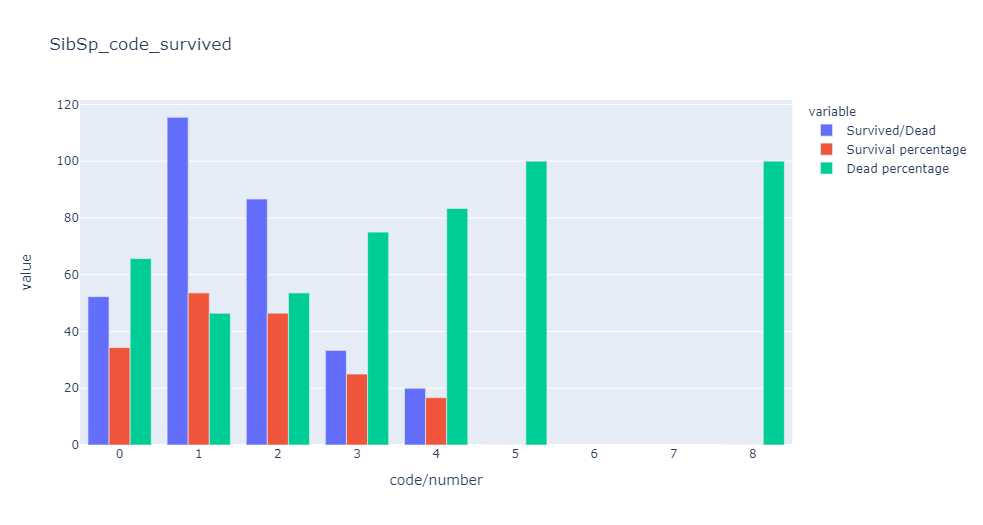 SibSp_code_survived
120
100
80
60
40
20
0
value
0 1 2 3 4 5 6 7 8
code/number
variable
Survived/Dead
Survival percentage
Dead percentage